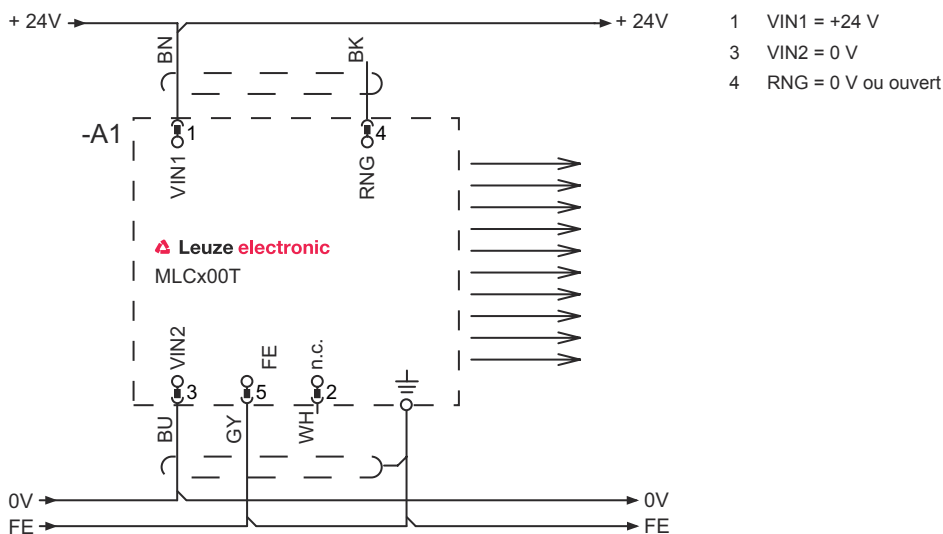 + 24V
+ 24V
1 VIN1 = +24 V
3 VIN2 = 0 V
4 RNG = 0 V ou ouvert
BN
BK
-A1
1
4
VIN1
RNG
Leuze electronic
MLCx00T
VIN2
FE
n.c.
3
5
2
BU
GY
WH
0V
0V
FE
FE